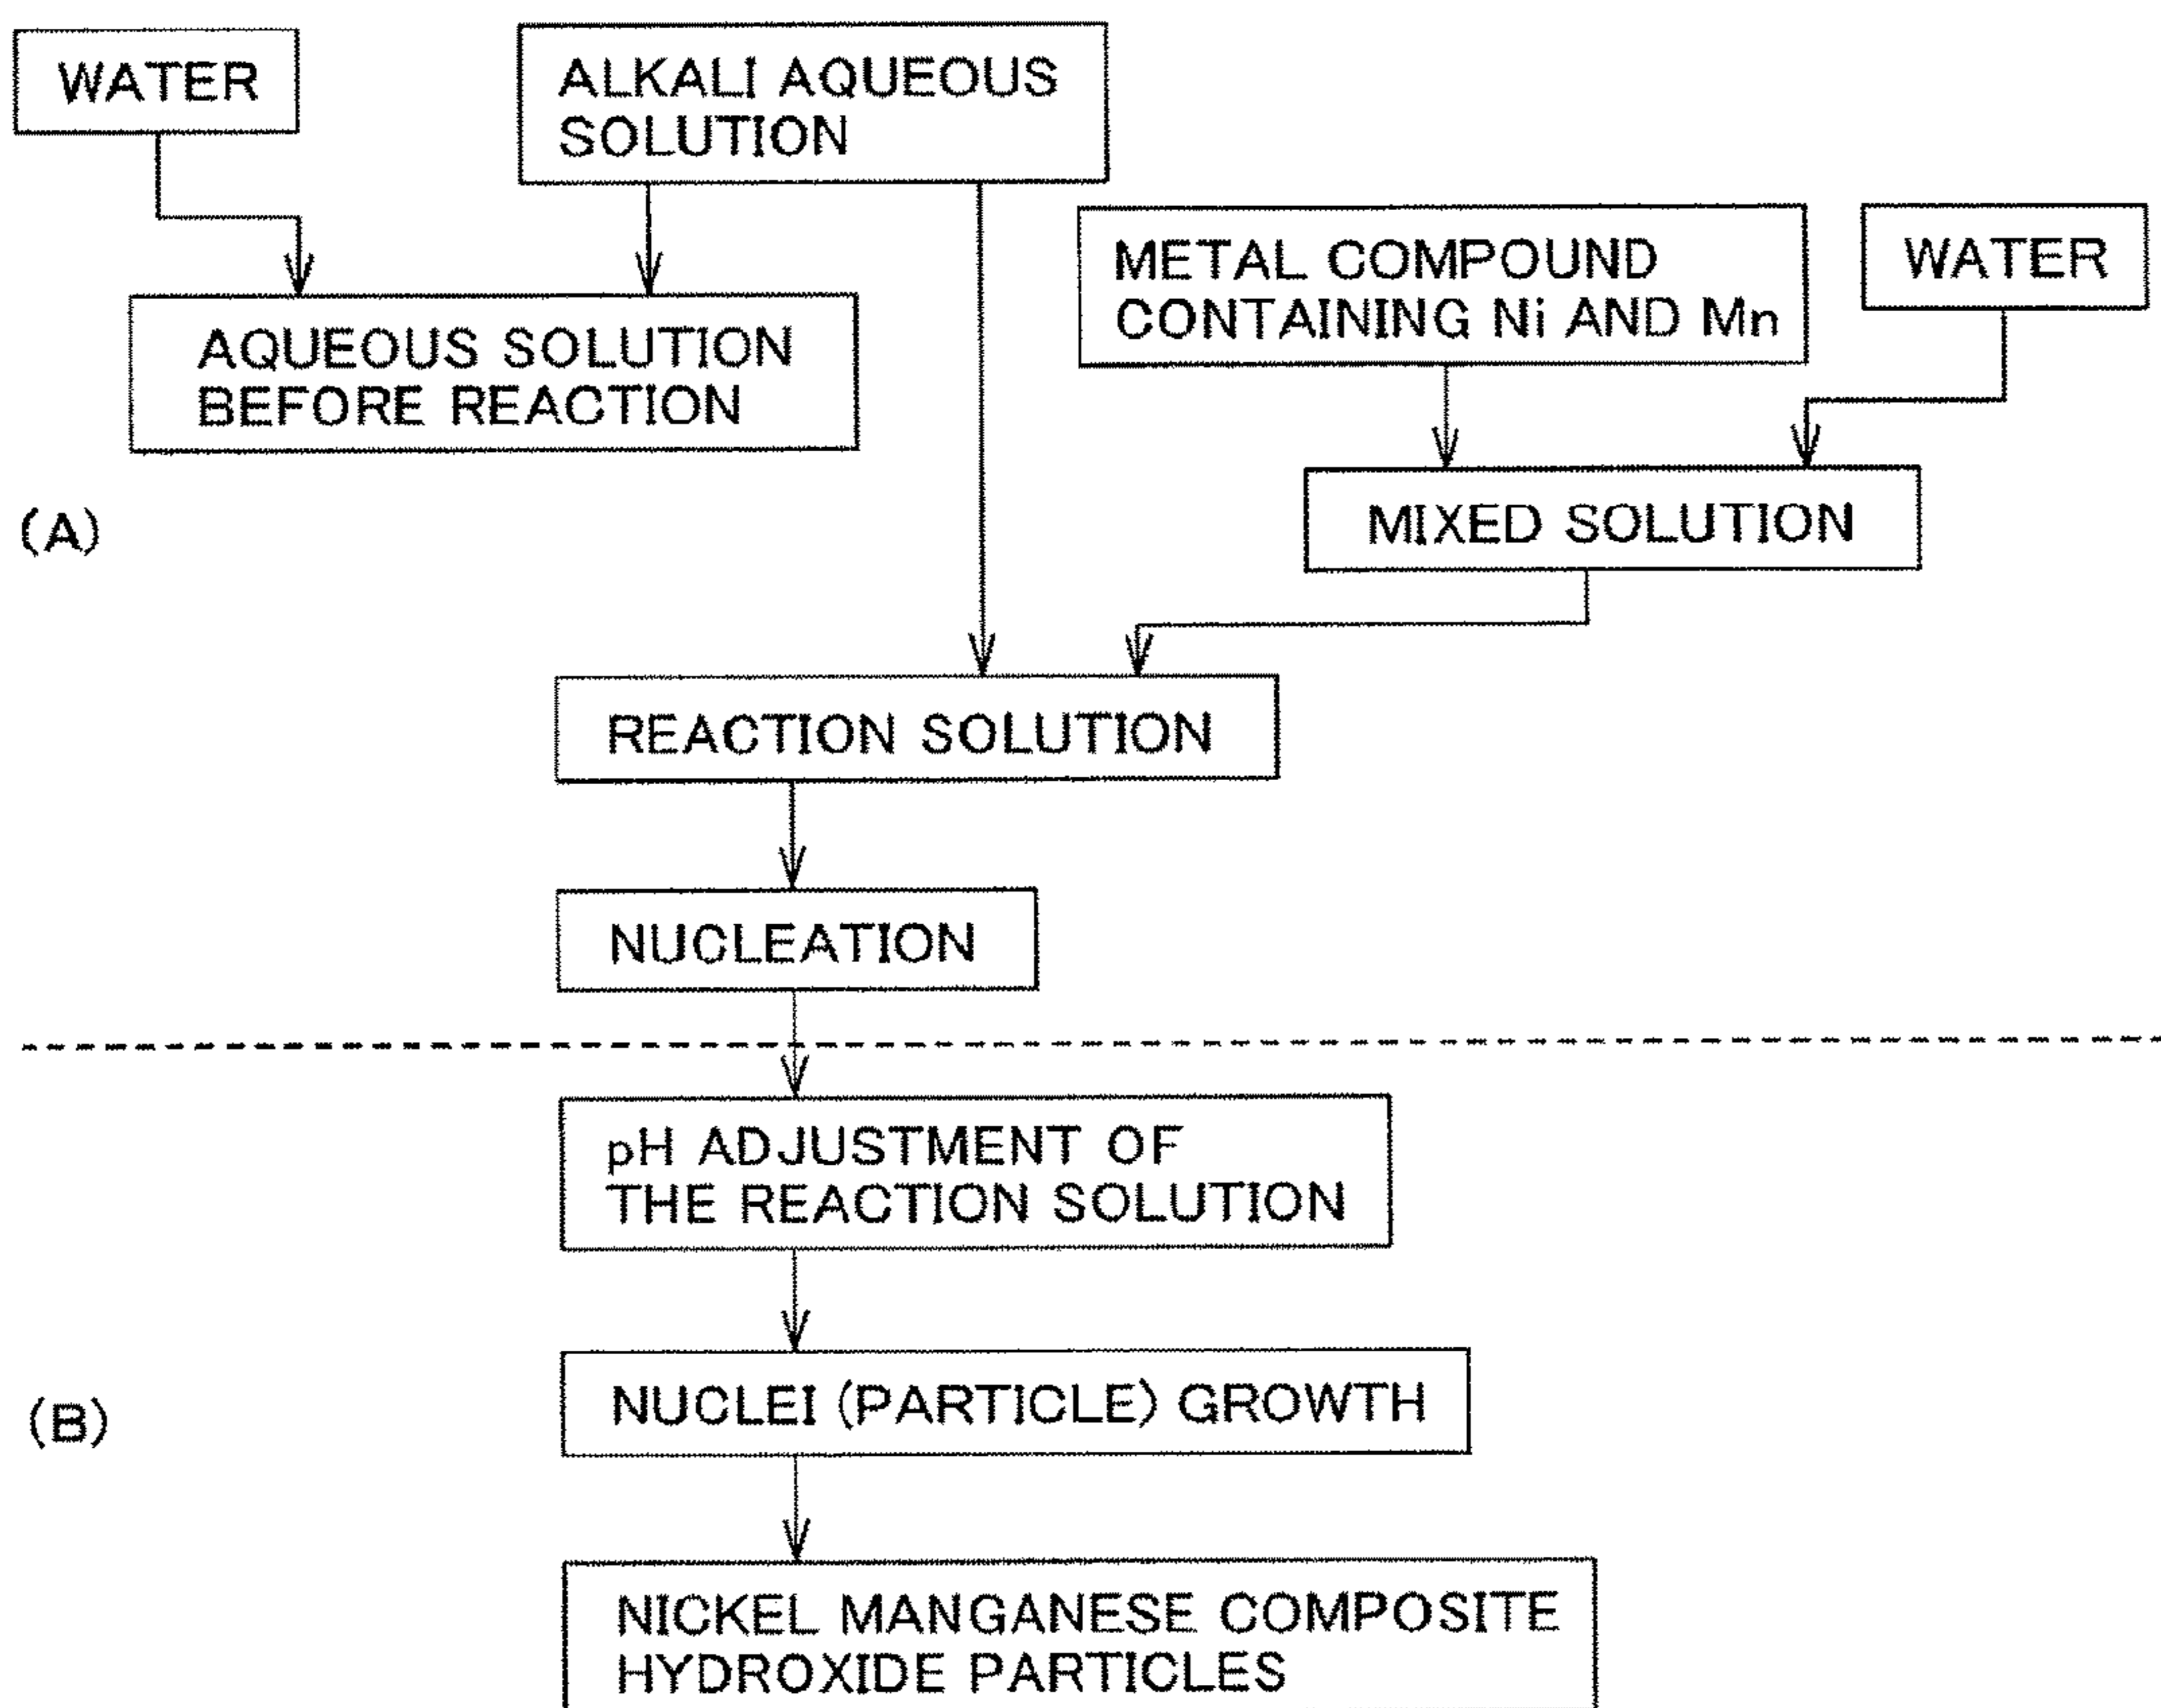 WATER
ALKALI AQUEOUS
SOLUTION
METAL COMPOUND
CONTAINING Ni AND Mn
WATER
AQUEOUS SOLUTION
BEFORE REACTION
(A)
MIXED SOLUTION
REACTION SOLUTION
NUCLEATION
pH ADJUSTMENT OF
THE REACTION SOLUTION
(B)
NUCLEI (PARTICLE) GROWTH
NICKEL MANGANESE COMPOSITE
HYDROXIDE PARTICLES